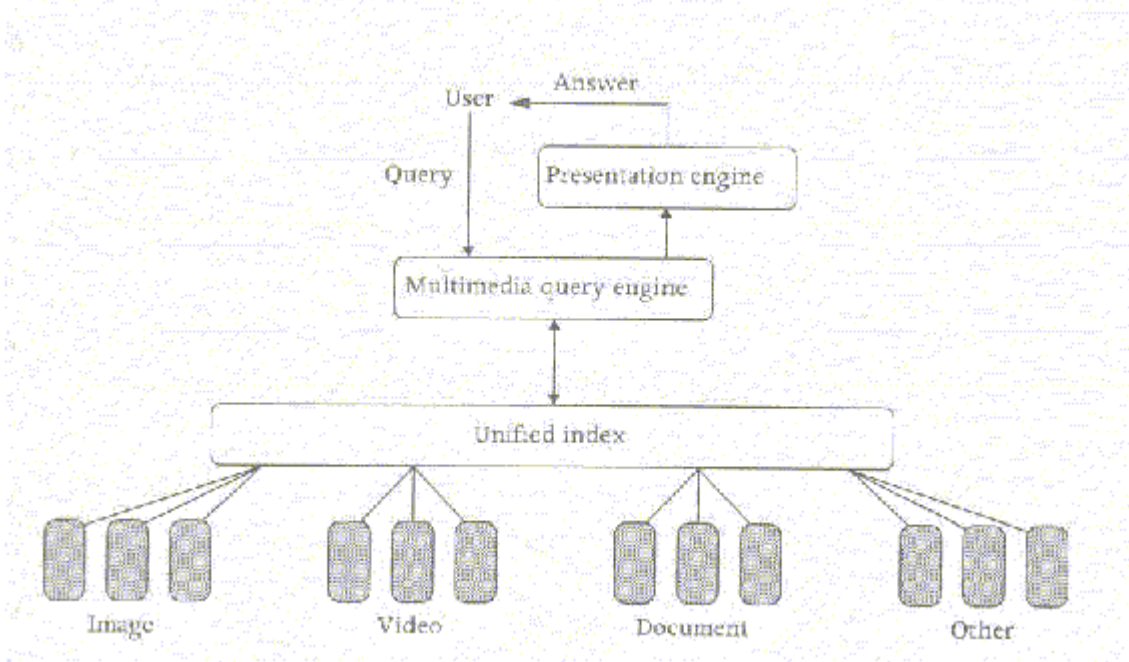 Answer
User
Query
Presentation engine
Multimedia query engine
Unified index
Image
Video
Document
Other